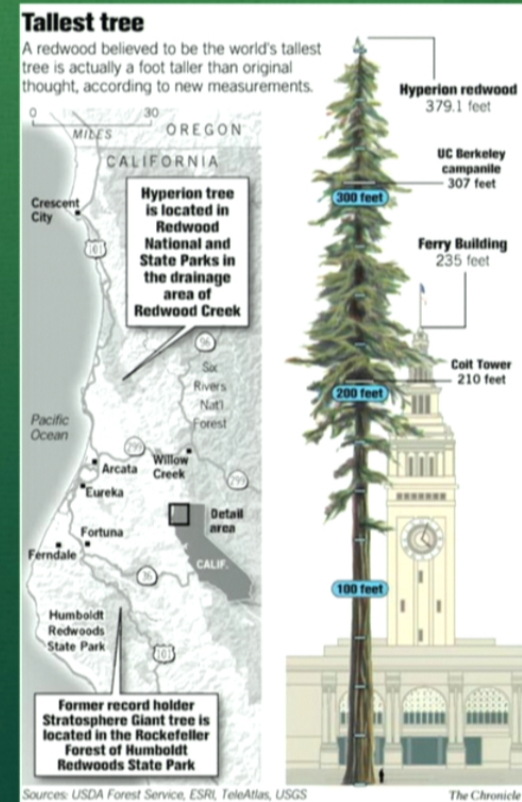 Tallest tree
A redwood believed to be the world's tallest
tree is actually a foot taller than original
thought, according to new measurements.
0 30
MILES
OREGON
CALIFORNIA
Crescent
City
101
Hyperion tree
is located in
Redwood
National and
State Parks in
the drainage
area of
Redwood Creek
96
Six
Rivers
Nat'l
Forest
Pacific
Ocean
299
Arcata
Willow
Creek
299
Eureka
Detail
area
Fortuna
Ferndale
CALIF.
36
Humboldt
Redwoods
State Park
101
Former record holder
Stratosphere Giant tree is
located in the Rockefeller
Forest of Humboldt
Redwoods State Park
Hyperion redwood
379.1 feet
UC Berkeley
campanile
307 feet
300 feet
Ferry Building
235 feet
Coit Tower
210 feet
200 feet
100 feet
Sources: USDA Forest Service, ESRI, TeleAtlas, USGS
The Chronicle